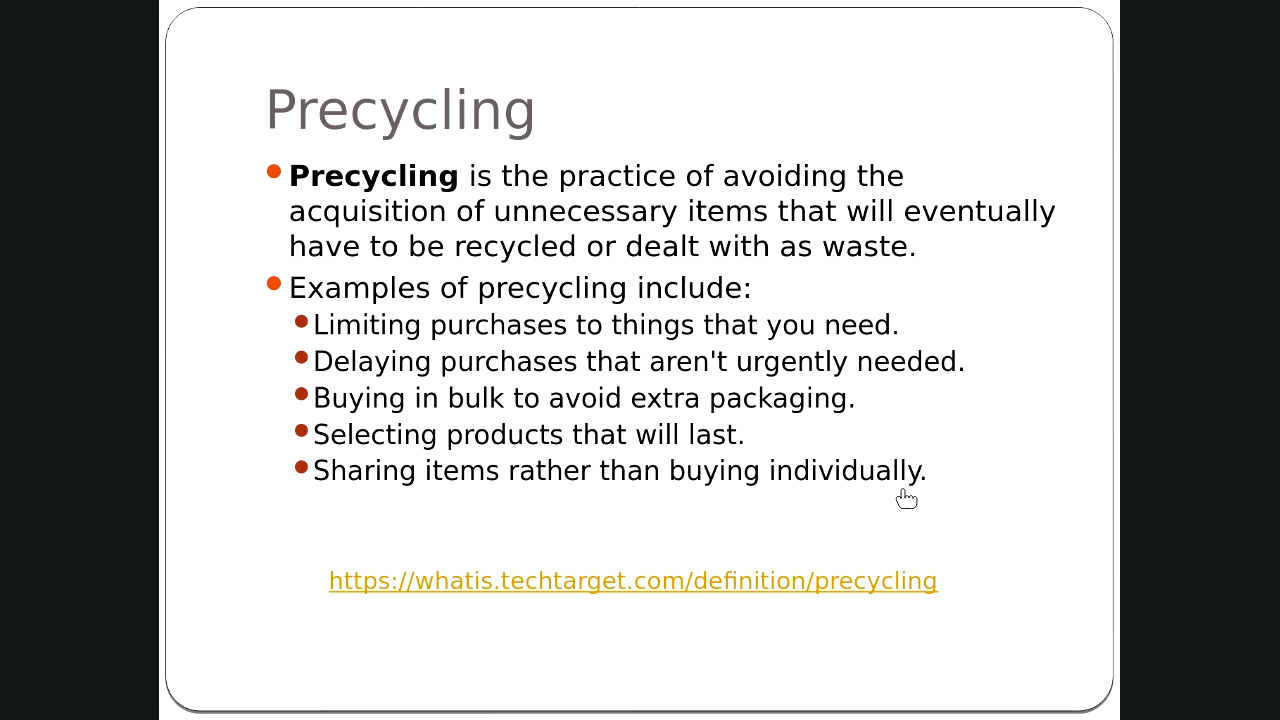 Precycling
Precycling is the practice of avoiding the
acquisition of unnecessary items that will eventually
have to be recycled or dealt with as waste.
Examples of precycling include:
Limiting purchases to things that you need.
Delaying purchases that aren't urgently needed.
Buying in bulk to avoid extra packaging.
Selecting products that will last.
Sharing items rather than buying individually.
https://whatis.techtarget.com/definition/precycling